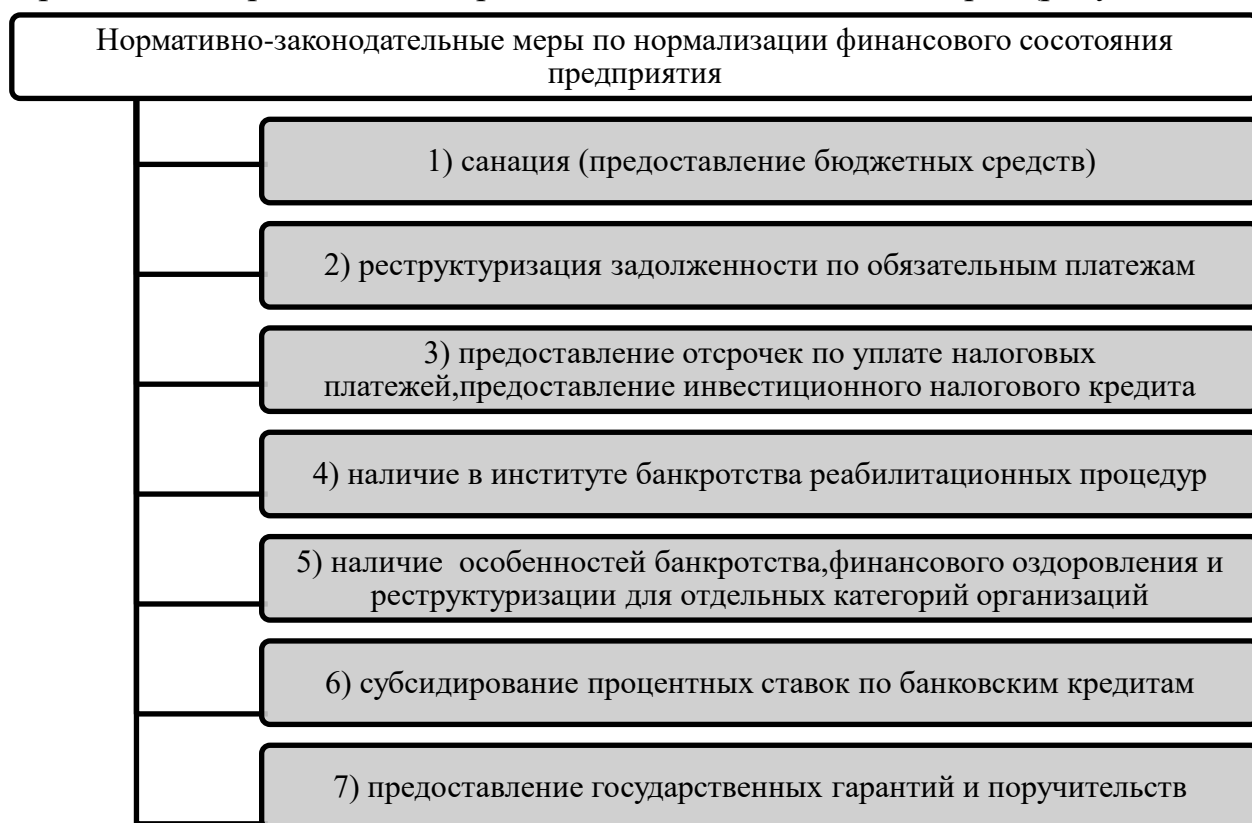 Нормативно-законодательные меры по нормализации финансового сосотояния
предприятия
1) санация (предоставление бюджетных средств)
2) реструктуризация задолженности по обязательным платежам
3) предоставление отсрочек по уплате налоговых
платежей,предоставление инвестиционного налогового кредита
4) наличие в институте банкротства реабилитационных процедур
5) наличие  особенностей банкротства,финансового оздоровления и
реструктуризации для отдельных категорий организаций
6) субсидирование процентных ставок по банковским кредитам
7) предоставление государственных гарантий и поручительств